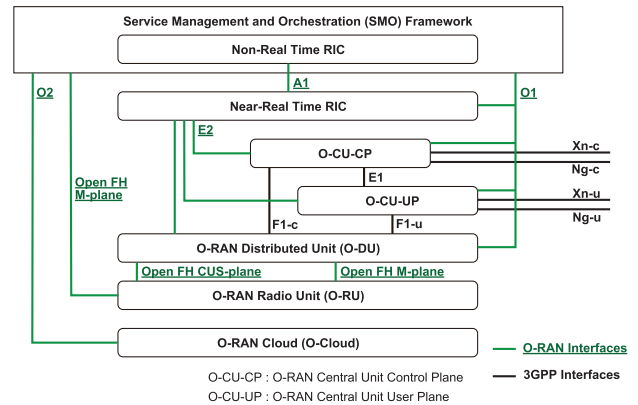 Service Management and Orchestration (SMO) Framework
Non-Real Time RIC
O2
A1
O1
Near-Real Time RIC
E2
O-CU-CP
Xn-c
Ng-c
Open FH
M-plane
E1
O-CU-UP
Xn-u
Ng-u
F1-c
F1-u
O-RAN Distributed Unit (O-DU)
Open FH CUS-plane
Open FH M-plane
O-RAN Radio Unit (O-RU)
O-RAN Cloud (O-Cloud)
O-RAN Interfaces
3GPP Interfaces
O-CU-CP : O-RAN Central Unit Control Plane
O-CU-UP : O-RAN Central Unit User Plane